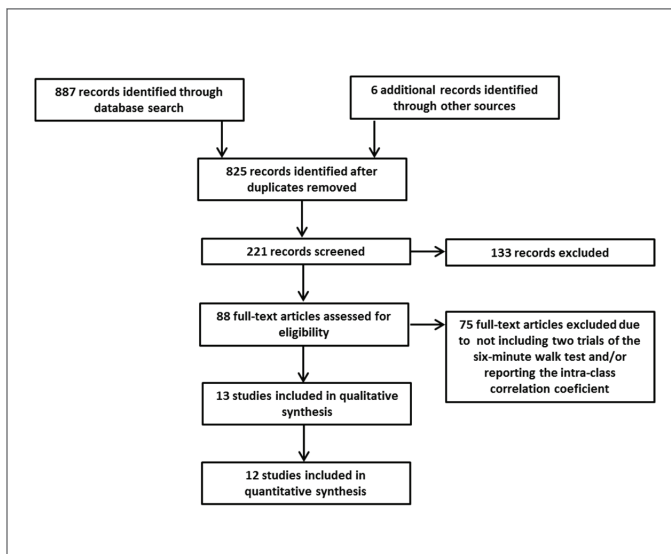 887 records identified through
database search
6 additional records identified
through other sources
825 records identified after
duplicates removed
221 records screened
133 records excluded
88 full-text articles assessed for
eligibility
75 full-text articles excluded due
to not including two trials of the
six-minute walk test and/or
reporting the intra-class
correlation coeficient
13 studies included in qualitative
synthesis
12 studies included in
quantitative synthesis